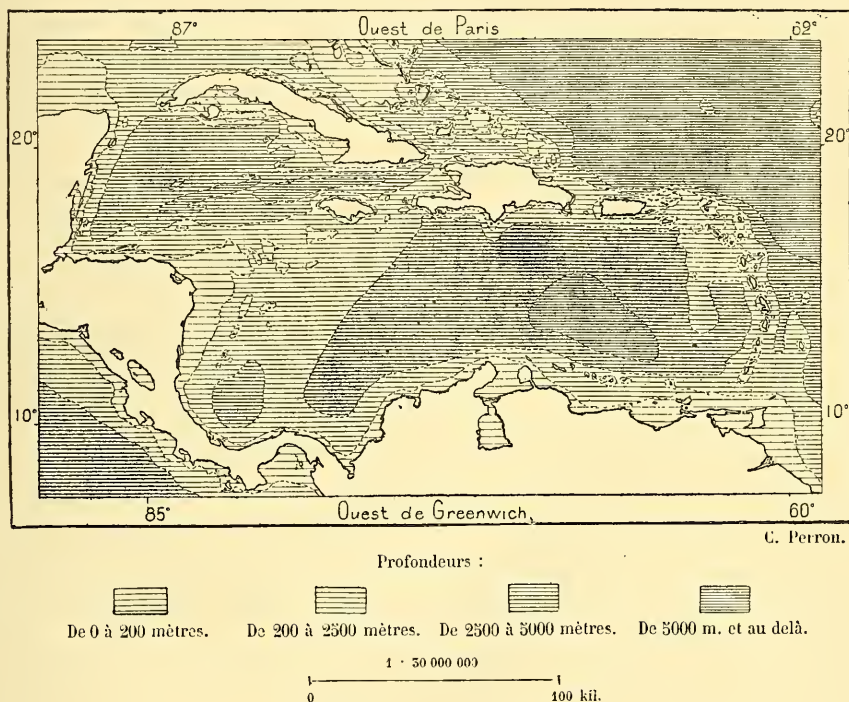 87° Ouest de Paris 62°
20° 20°
10° 10°
85° Ouest de Greenwich, 60°
C. Perron.
Profondeurs :
De 0 à 200 mètres. De 200 à 2500 mètres. De 2500 à 5000 mètres. De 5000 m. et au delà.
1 : 30 000 000
0 100 kil.